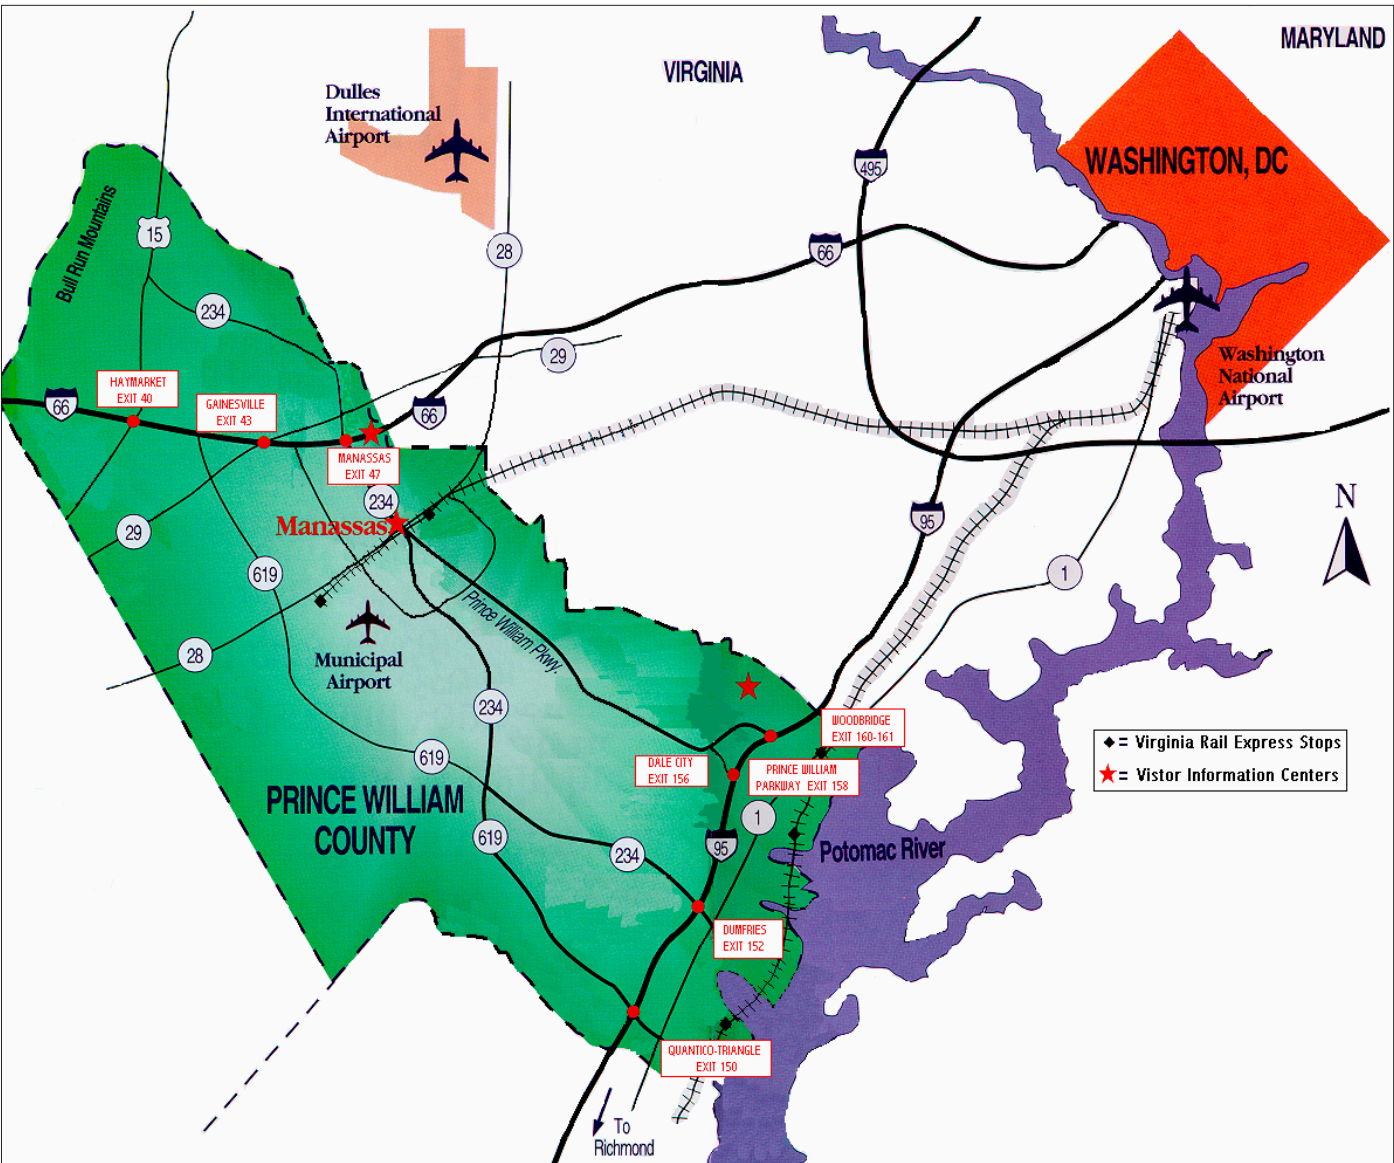 MARYLAND
VIRGINIA
Dulles
International
Airport
WASHINGTON, DC
495
Bull Run Mountains
15
28
66
234
29
Washington
National
Airport
HAYMARKET
EXIT 40
66
GAINESVILLE
EXIT 43
66
MANASSAS
EXIT 47
234
N
Manassas
95
29
619
1
Prince William Pkwy.
28
Municipal
Airport
234
WOODBRIDGE
EXIT 160-161
619
DALE CITY
EXIT 156
PRINCE WILLIAM
PARKWAY EXIT 158
= Virginia Rail Express Stops
= Vistor Information Centers
PRINCE WILLIAM
COUNTY
1
619
234
95
Potomac River
DUMFRIES
EXIT 152
QUANTICO-TRIANGLE
EXIT 150
To
Richmond